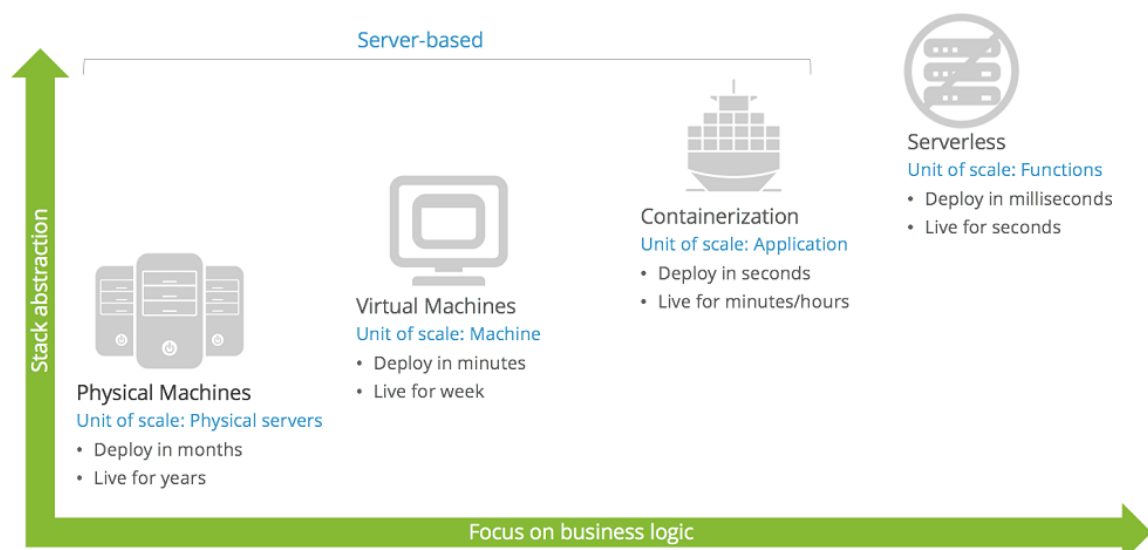 Server-based
Serverless
Unit of scale: Functions
• Deploy in milliseconds
• Live for seconds
Containerization
Unit of scale: Application
• Deploy in seconds
• Live for minutes/hours
Virtual Machines
Unit of scale: Machine
• Deploy in minutes
• Live for week
Physical Machines
Unit of scale: Physical servers
• Deploy in months
• Live for years
Stack abstraction
Focus on business logic